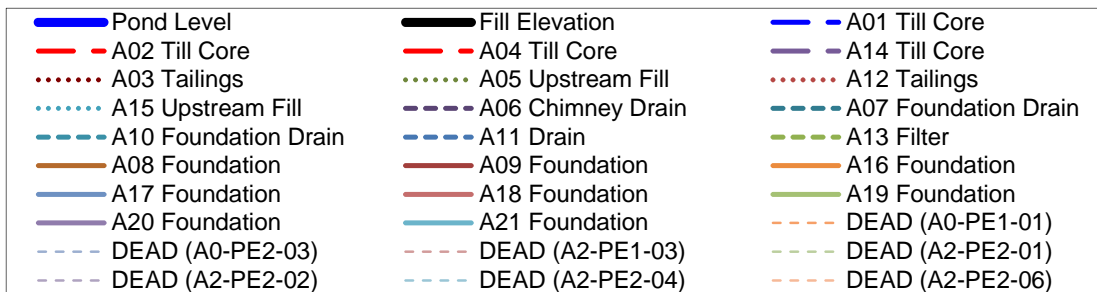 Pond Level Fill Elevation A01 Till Core
A02 Till Core A04 Till Core A14 Till Core
A03 Tailings A05 Upstream Fill A12 Tailings
A15 Upstream Fill A06 Chimney Drain A07 Foundation Drain
A10 Foundation Drain A11 Drain A13 Filter
A08 Foundation A09 Foundation A16 Foundation
A17 Foundation A18 Foundation A19 Foundation
A20 Foundation A21 Foundation DEAD (A0-PE1-01)
DEAD (A0-PE2-03) DEAD (A2-PE1-03) DEAD (A2-PE2-01)
DEAD (A2-PE2-02) DEAD (A2-PE2-04) DEAD (A2-PE2-06)